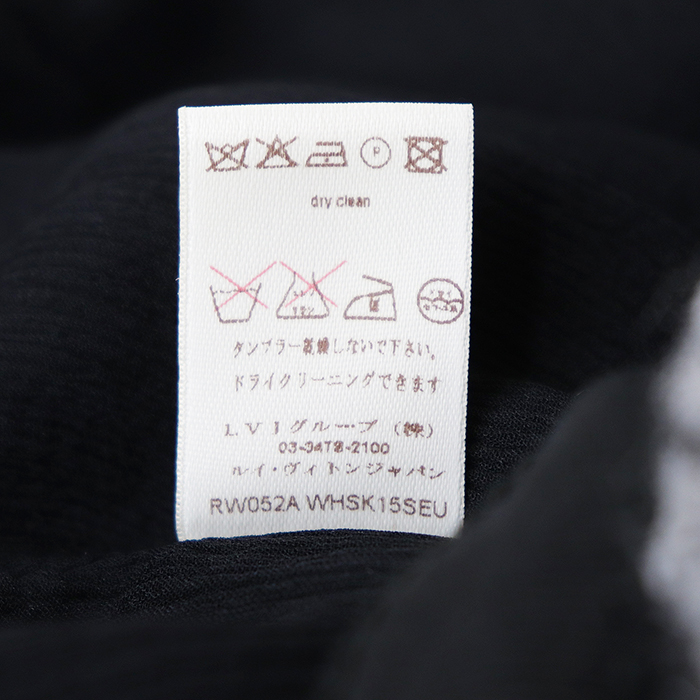 P
dry clean
タンブラー乾燥しないで下さい。
ドライクリーニングできます
LVJグループ（株）
03-3478-2100
ルイ・ヴィトンジャパン
RW052A WHSK15SEU